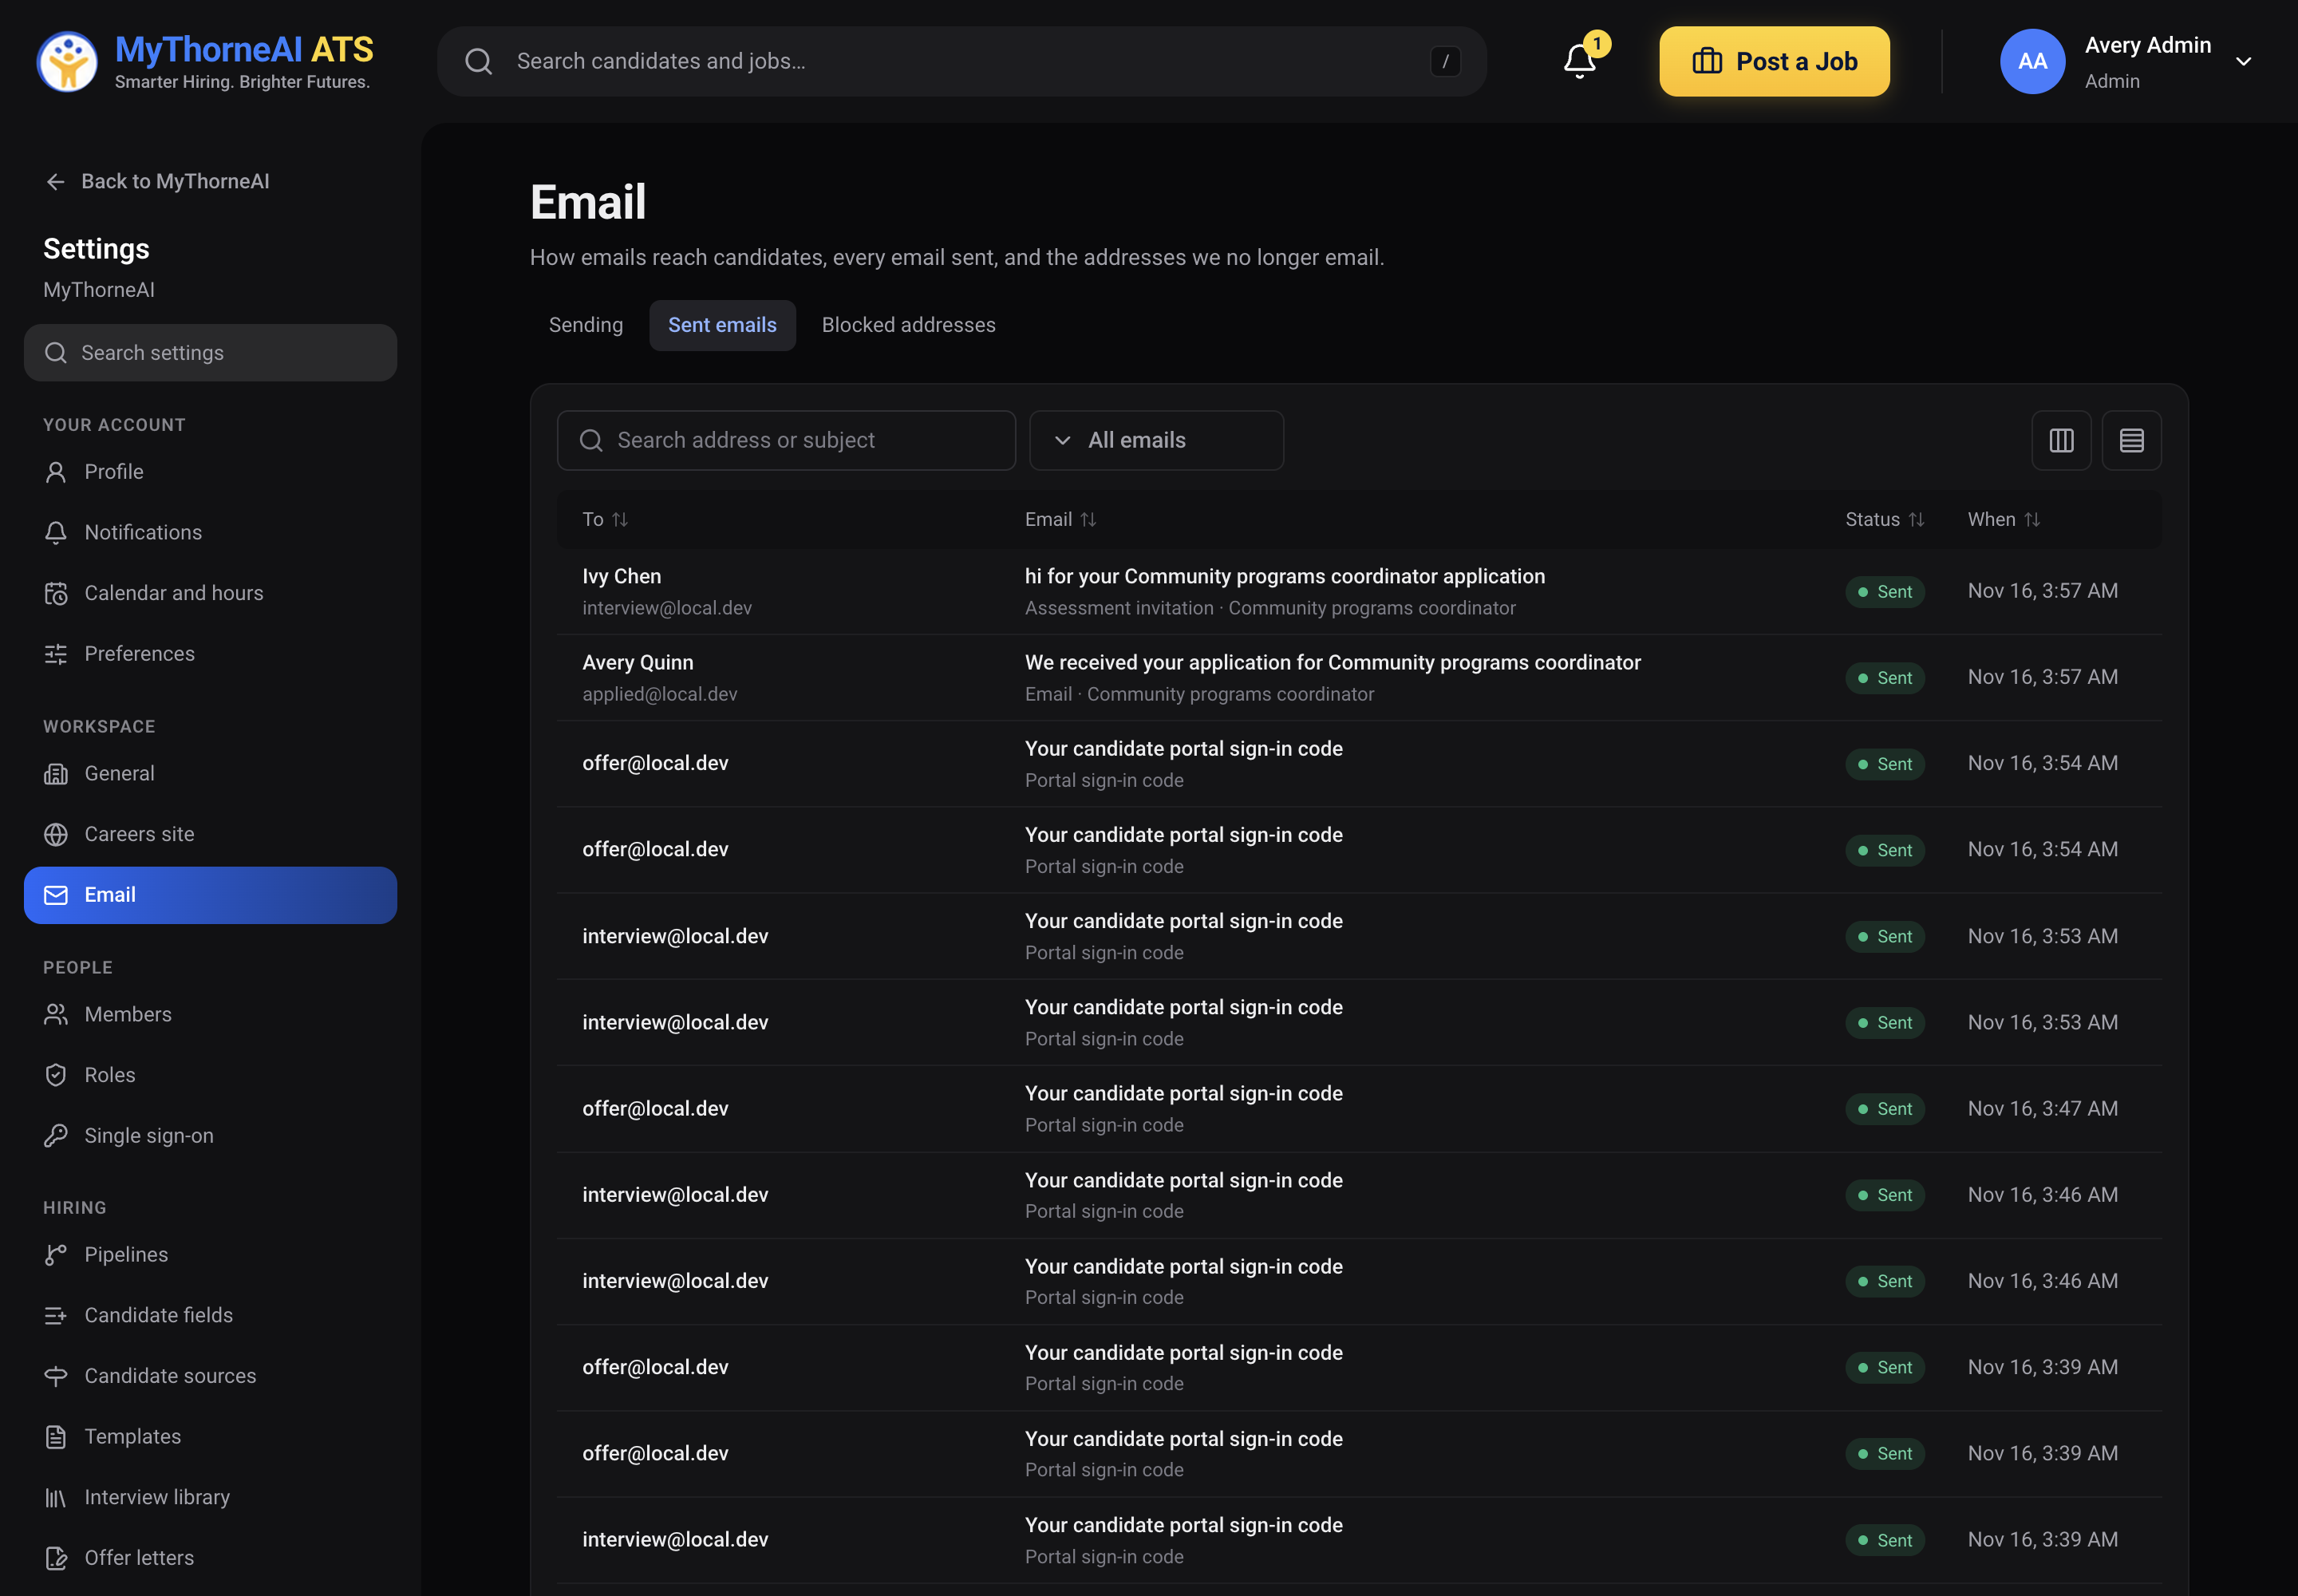 MyThorneAI ATS
Smarter Hiring. Brighter Futures.
Search candidates and jobs...
/
1
Post a Job
AA
Avery Admin
Admin
Back to MyThorneAI
Settings
MyThorneAI
Search settings
YOUR ACCOUNT
Profile
Notifications
Calendar and hours
Preferences
WORKSPACE
General
Careers site
Email
PEOPLE
Members
Roles
Single sign-on
HIRING
Pipelines
Candidate fields
Candidate sources
Templates
Interview library
Offer letters
Email
How emails reach candidates, every email sent, and the addresses we no longer email.
Sending
Sent emails
Blocked addresses
Search address or subject
All emails
To
Email
Status
When
Ivy Chen
interview@local.dev
hi for your Community programs coordinator application
Assessment invitation · Community programs coordinator
Sent
Nov 16, 3:57 AM
Avery Quinn
applied@local.dev
We received your application for Community programs coordinator
Email · Community programs coordinator
Sent
Nov 16, 3:57 AM
offer@local.dev
Your candidate portal sign-in code
Portal sign-in code
Sent
Nov 16, 3:54 AM
offer@local.dev
Your candidate portal sign-in code
Portal sign-in code
Sent
Nov 16, 3:54 AM
interview@local.dev
Your candidate portal sign-in code
Portal sign-in code
Sent
Nov 16, 3:53 AM
interview@local.dev
Your candidate portal sign-in code
Portal sign-in code
Sent
Nov 16, 3:53 AM
offer@local.dev
Your candidate portal sign-in code
Portal sign-in code
Sent
Nov 16, 3:47 AM
interview@local.dev
Your candidate portal sign-in code
Portal sign-in code
Sent
Nov 16, 3:46 AM
interview@local.dev
Your candidate portal sign-in code
Portal sign-in code
Sent
Nov 16, 3:46 AM
offer@local.dev
Your candidate portal sign-in code
Portal sign-in code
Sent
Nov 16, 3:39 AM
offer@local.dev
Your candidate portal sign-in code
Portal sign-in code
Sent
Nov 16, 3:39 AM
interview@local.dev
Your candidate portal sign-in code
Portal sign-in code
Sent
Nov 16, 3:39 AM